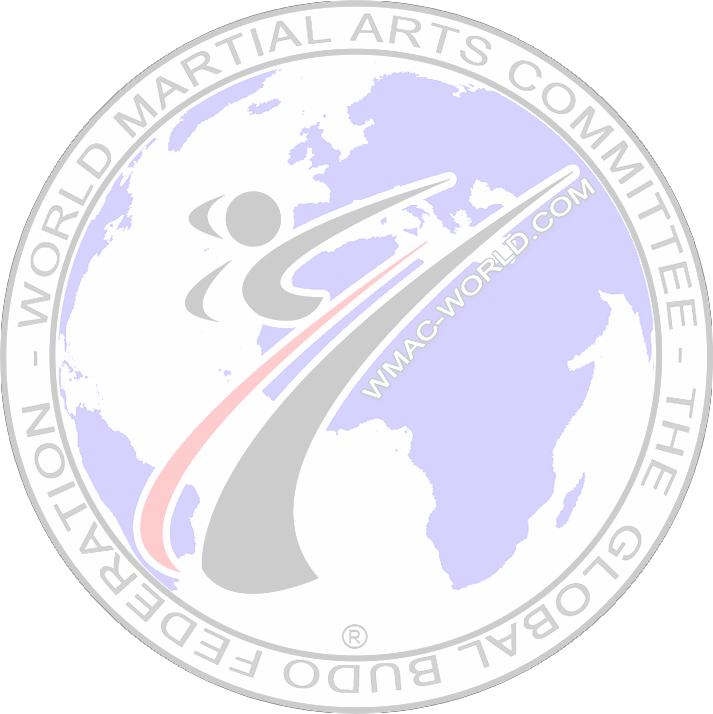 - WORLD MARTIAL ARTS COMMITTEE - THE GLOBAL BUDO FEDERATION
WMAC-WORLD.COM
®